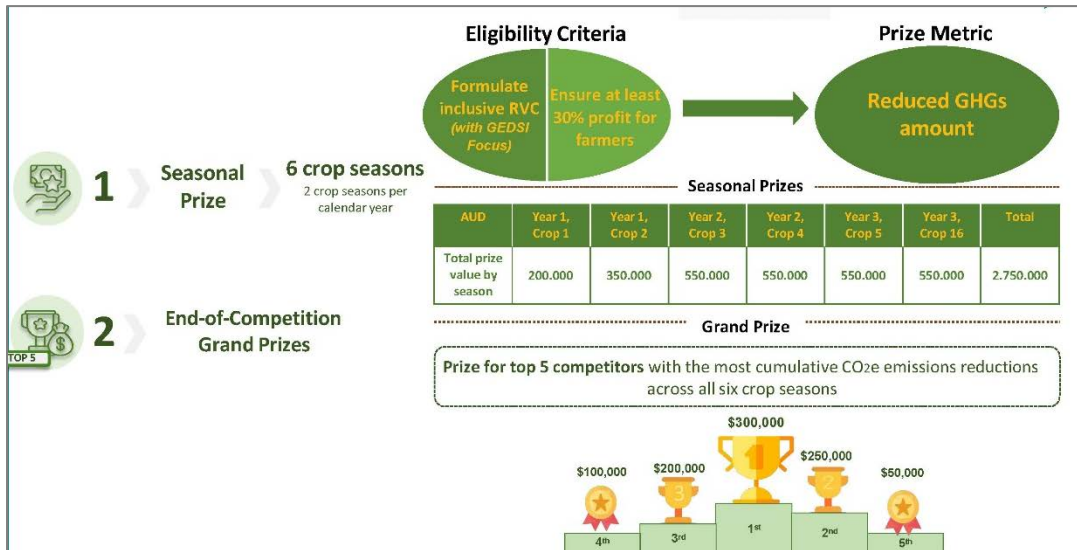 Eligibility Criteria
Prize Metric
Formulate
inclusive RVC
(with GEDSI
Focus)
Ensure at least
30% profit for
farmers
Reduced GHGs
amount
1
Seasonal
Prize
6 crop seasons
2 crop seasons per
calendar year
Seasonal Prizes
AUD
Year 1,
Crop 1
Year 1,
Crop 2
Year 2,
Crop 3
Year 2,
Crop 4
Year 3,
Crop 5
Year 3,
Crop 16
Total
Total prize
value by
season
200.000
350.000
550.000
550.000
550.000
550.000
2.750.000
TOP 5
2
End-of-Competition
Grand Prizes
Grand Prize
Prize for top 5 competitors with the most cumulative CO2e emissions reductions
across all six crop seasons
$100,000
$200,000
$300,000
$250,000
$50,000
3
1
2
4th
3rd
1st
2nd
5th